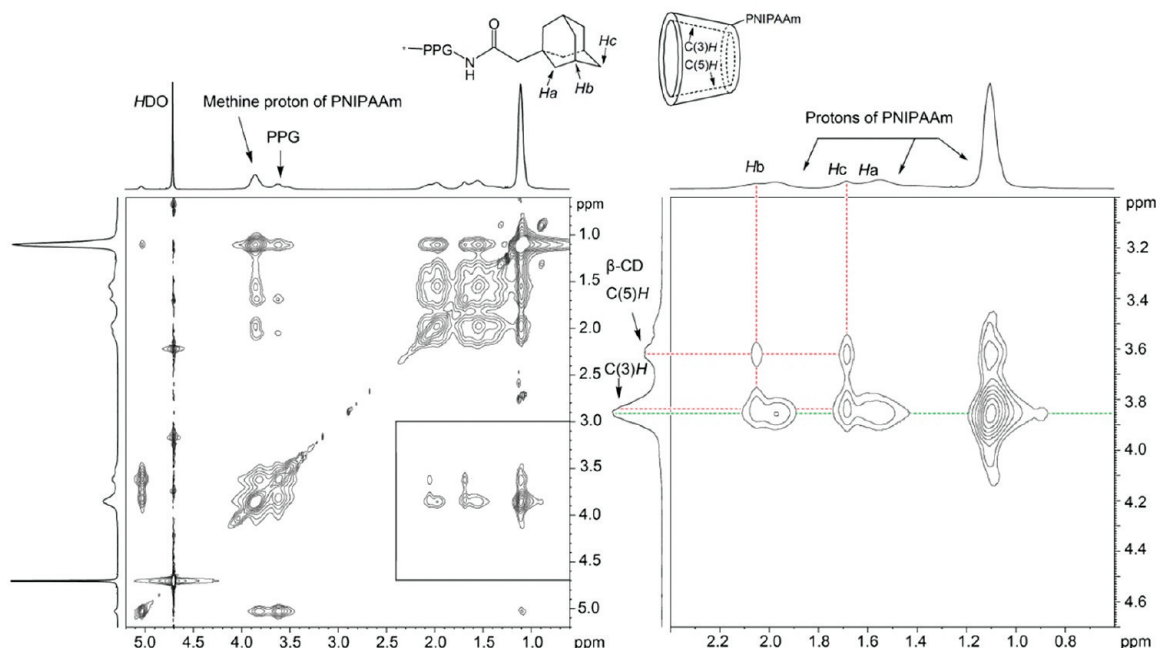 O
*—PPG
N
H
Hc
Ha
Hb
PNIPAAm
C(3)H
C(5)H
HDO
Methine proton of PNIPAAm
PPG
Protons of PNIPAAm
Hb
Hc
Ha
ppm
1.0
1.5
2.0
2.5
3.0
3.5
4.0
4.5
5.0
5.0 4.5 4.0 3.5 3.0 2.5 2.0 1.5 1.0 ppm
β-CD
C(5)H
C(3)H
ppm
3.2
3.4
3.6
3.8
4.0
4.2
4.4
4.6
2.2 2.0 1.8 1.6 1.4 1.2 1.0 0.8 ppm